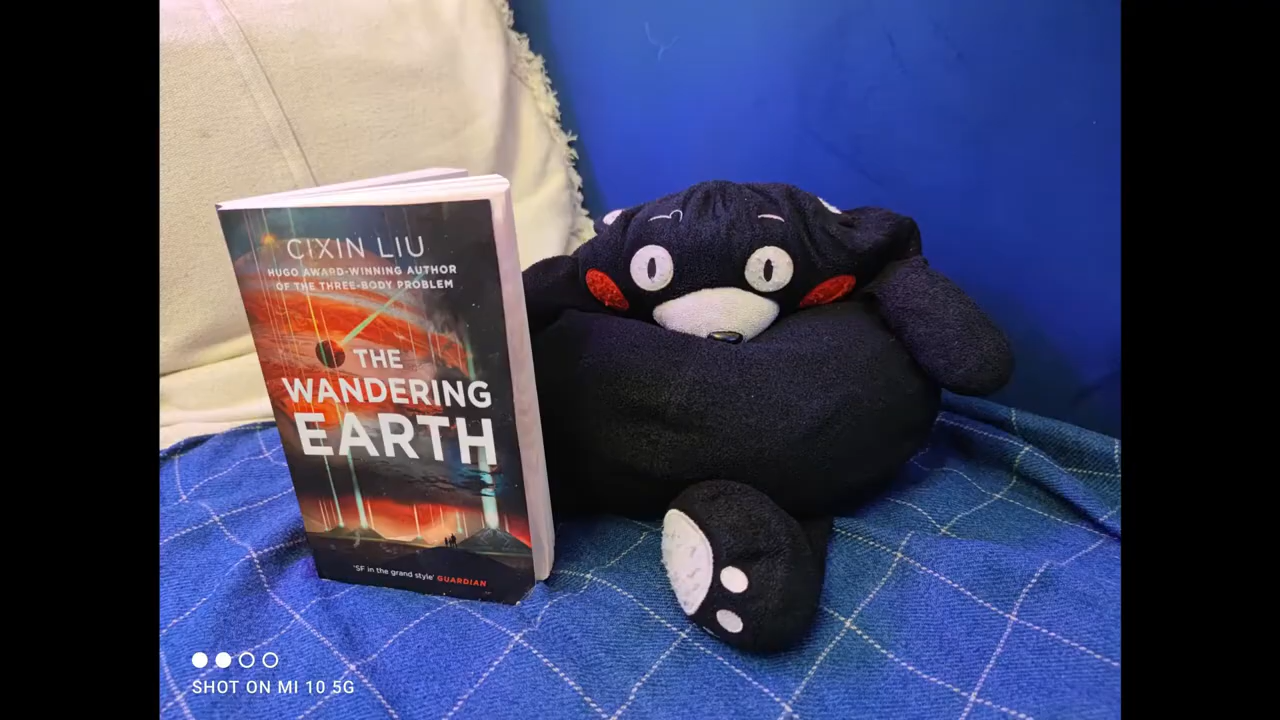 CIXIN LIU
HUGO AWARD-WINNING AUTHOR
OF THE THREE-BODY PROBLEM
THE
WANDERING
EARTH
'SF in the grand style' GUARDIAN
SHOT ON MI 10 5G